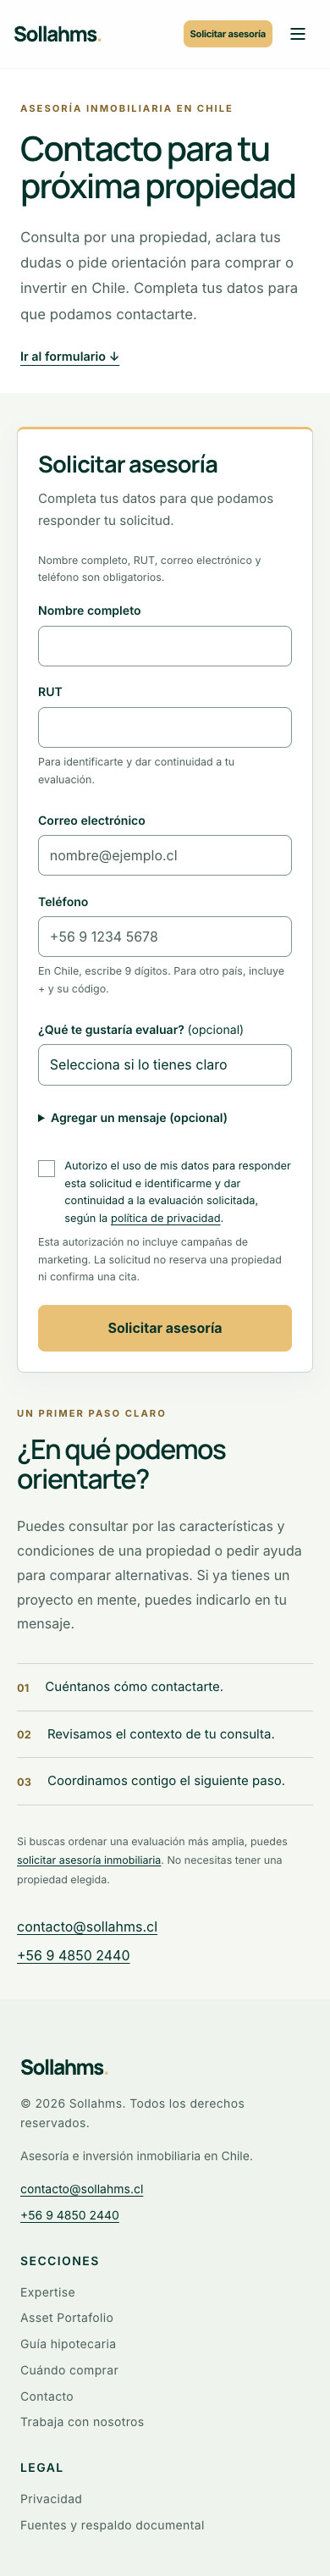 Sollahms.
Solicitar asesoría
ASESORÍA INMOBILIARIA EN CHILE
Contacto para tu
próxima propiedad
Consulta por una propiedad, aclara tus
dudas o pide orientación para comprar o
invertir en Chile. Completa tus datos para
que podamos contactarte.
Ir al formulario ↓
Solicitar asesoría
Completa tus datos para que podamos
responder tu solicitud.
Nombre completo, RUT, correo electrónico y
teléfono son obligatorios.
Nombre completo
RUT
Para identificarte y dar continuidad a tu
evaluación.
Correo electrónico
nombre@ejemplo.cl
Teléfono
+56 9 1234 5678
En Chile, escribe 9 dígitos. Para otro país, incluye
+ y su código.
¿Qué te gustaría evaluar? (opcional)
Selecciona si lo tienes claro
▶ Agregar un mensaje (opcional)
Autorizo el uso de mis datos para responder
esta solicitud e identificarme y dar
continuidad a la evaluación solicitada,
según la política de privacidad.
Esta autorización no incluye campañas de
marketing. La solicitud no reserva una propiedad
ni confirma una cita.
Solicitar asesoría
UN PRIMER PASO CLARO
¿En qué podemos
orientarte?
Puedes consultar por las características y
condiciones de una propiedad o pedir ayuda
para comparar alternativas. Si ya tienes un
proyecto en mente, puedes indicarlo en tu
mensaje.
01 Cuéntanos cómo contactarte.
02 Revisamos el contexto de tu consulta.
03 Coordinamos contigo el siguiente paso.
Si buscas ordenar una evaluación más amplia, puedes
solicitar asesoría inmobiliaria. No necesitas tener una
propiedad elegida.
contacto@sollahms.cl
+56 9 4850 2440
Sollahms.
© 2026 Sollahms. Todos los derechos
reservados.
Asesoría e inversión inmobiliaria en Chile.
contacto@sollahms.cl
+56 9 4850 2440
SECCIONES
Expertise
Asset Portafolio
Guía hipotecaria
Cuándo comprar
Contacto
Trabaja con nosotros
LEGAL
Privacidad
Fuentes y respaldo documental